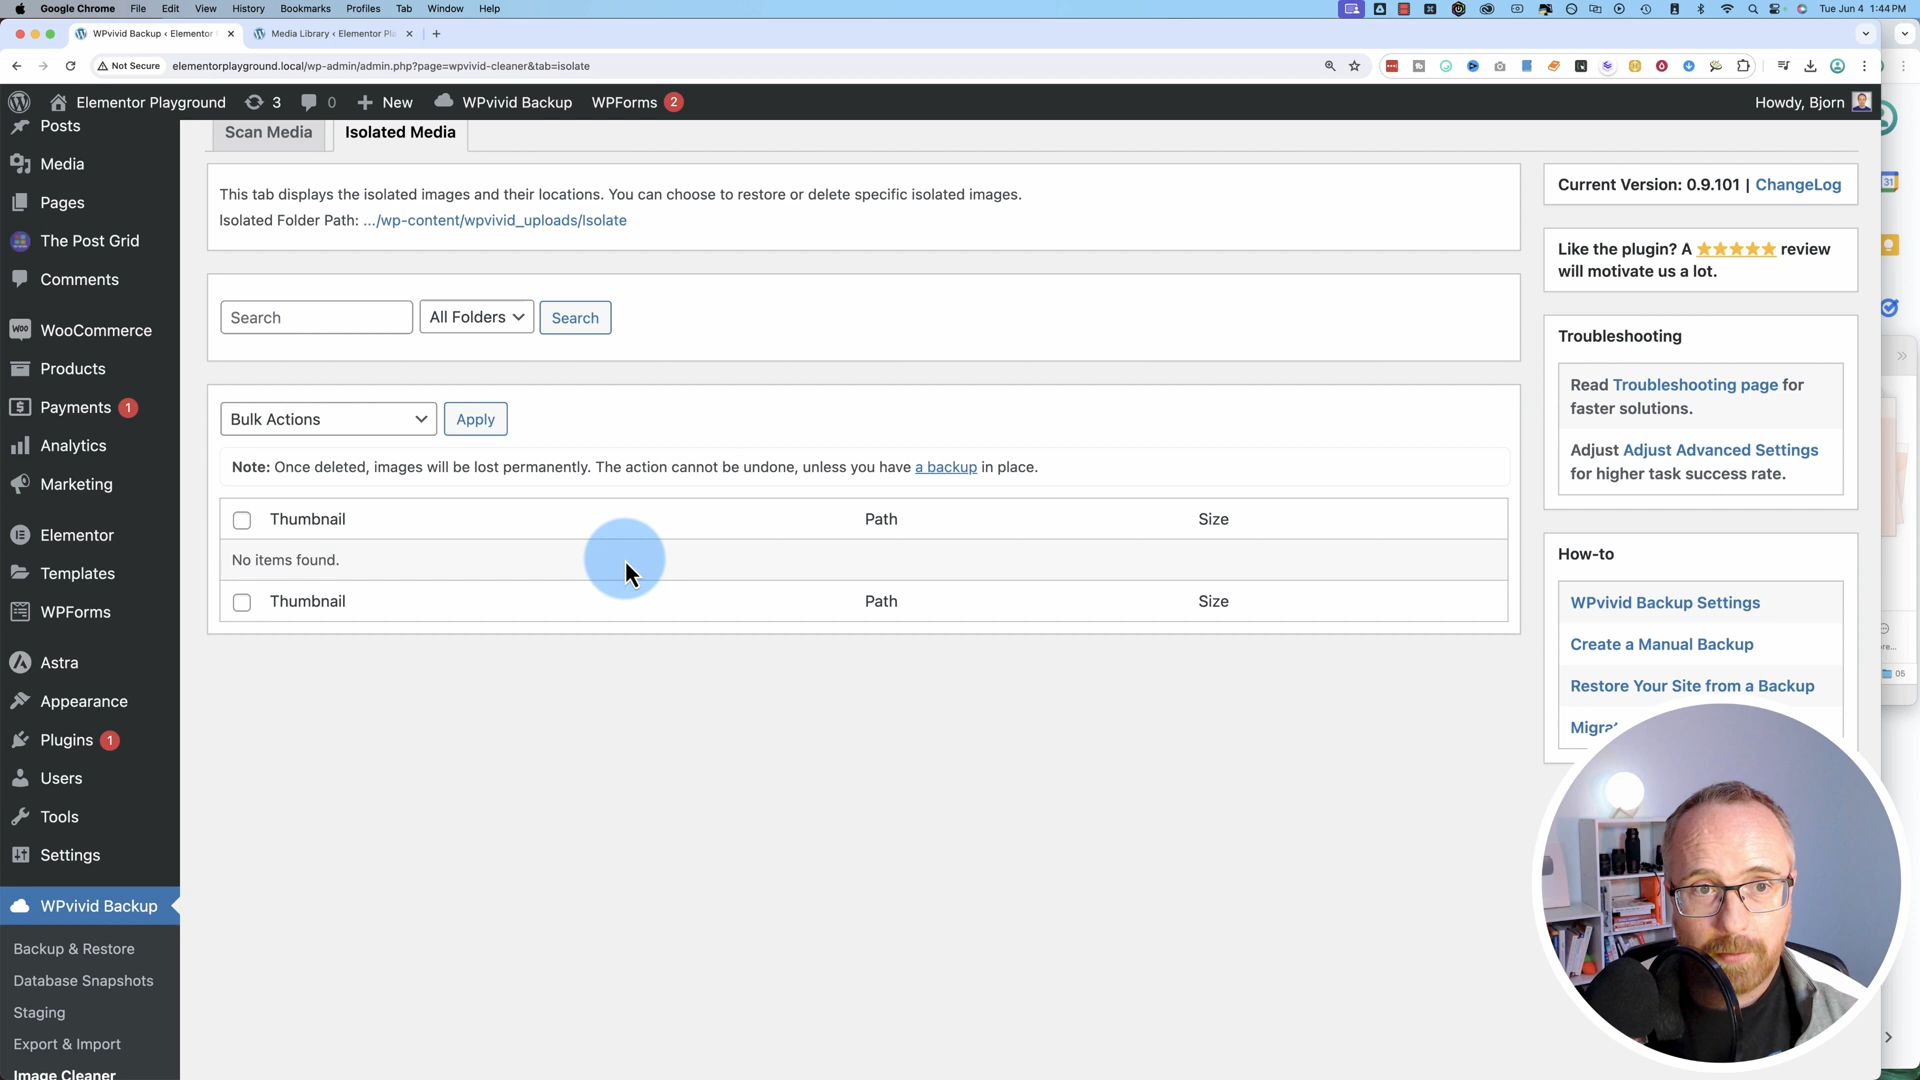 Google Chrome File Edit View History Bookmarks Profiles Tab Window Help
Tue Jun 4 1:44PM
WPvivid Backup ‹ Elementor
Media Library ‹ Elementor Pla
Not Secure elementorplayground.local/wp-admin/admin.php?page=wpvivid-cleaner&tab=isolate
Elementor Playground 3 0 New WPvivid Backup WPForms 2
Howdy, Bjorn
Posts
Media
Pages
The Post Grid
Comments
WooCommerce
Products
Payments 1
Analytics
Marketing
Elementor
Templates
WPForms
Astra
Appearance
Plugins 1
Users
Tools
Settings
WPvivid Backup
Backup & Restore
Database Snapshots
Staging
Export & Import
Image Cleaner
Scan Media
Isolated Media
This tab displays the isolated images and their locations. You can choose to restore or delete specific isolated images.
Isolated Folder Path: .../wp-content/wpvivid_uploads/Isolate
Search All Folders Search
Bulk Actions Apply
Note: Once deleted, images will be lost permanently. The action cannot be undone, unless you have a backup in place.
Thumbnail Path Size
No items found.
Thumbnail Path Size
Current Version: 0.9.101 | ChangeLog
Like the plugin? A ★★★★★ review
will motivate us a lot.
Troubleshooting
Read Troubleshooting page for
faster solutions.
Adjust Adjust Advanced Settings
for higher task success rate.
How-to
WPvivid Backup Settings
Create a Manual Backup
Restore Your Site from a Backup
31
05